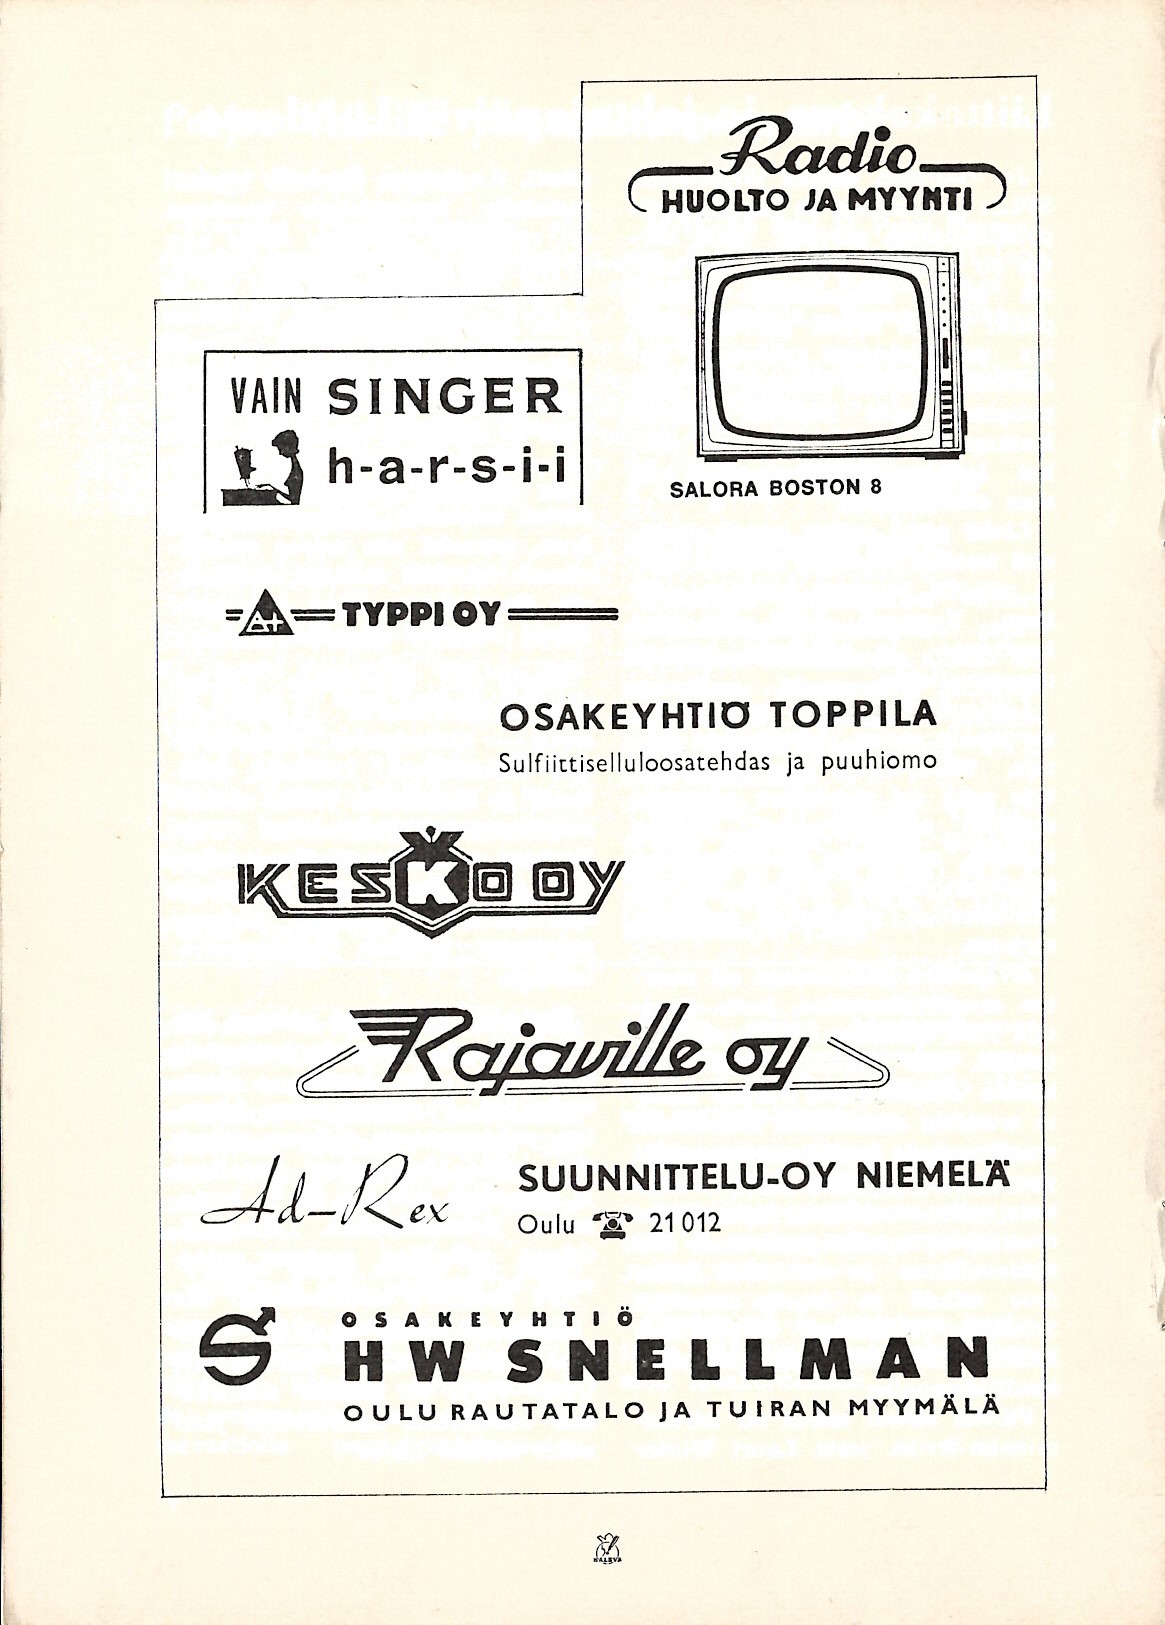 Radio
HUOLTO JA MYYNTI
SALORA BOSTON 8
VAIN SINGER
h-a-r-s-i-i
A+ TYPPI OY
OSAKEYHTIÖ TOPPILA
Sulfiittiselluloosatehdas ja puuhiomo
KESKO OY
Rajaville oy
Ad-Rex
SUUNNITTELU-OY NIEMELÄ
Oulu ☎ 21 012
OSAKEYHTIÖ
HW SNELLMAN
OULU RAUTATALO JA TUIRAN MYYMÄLÄ
KALEVA